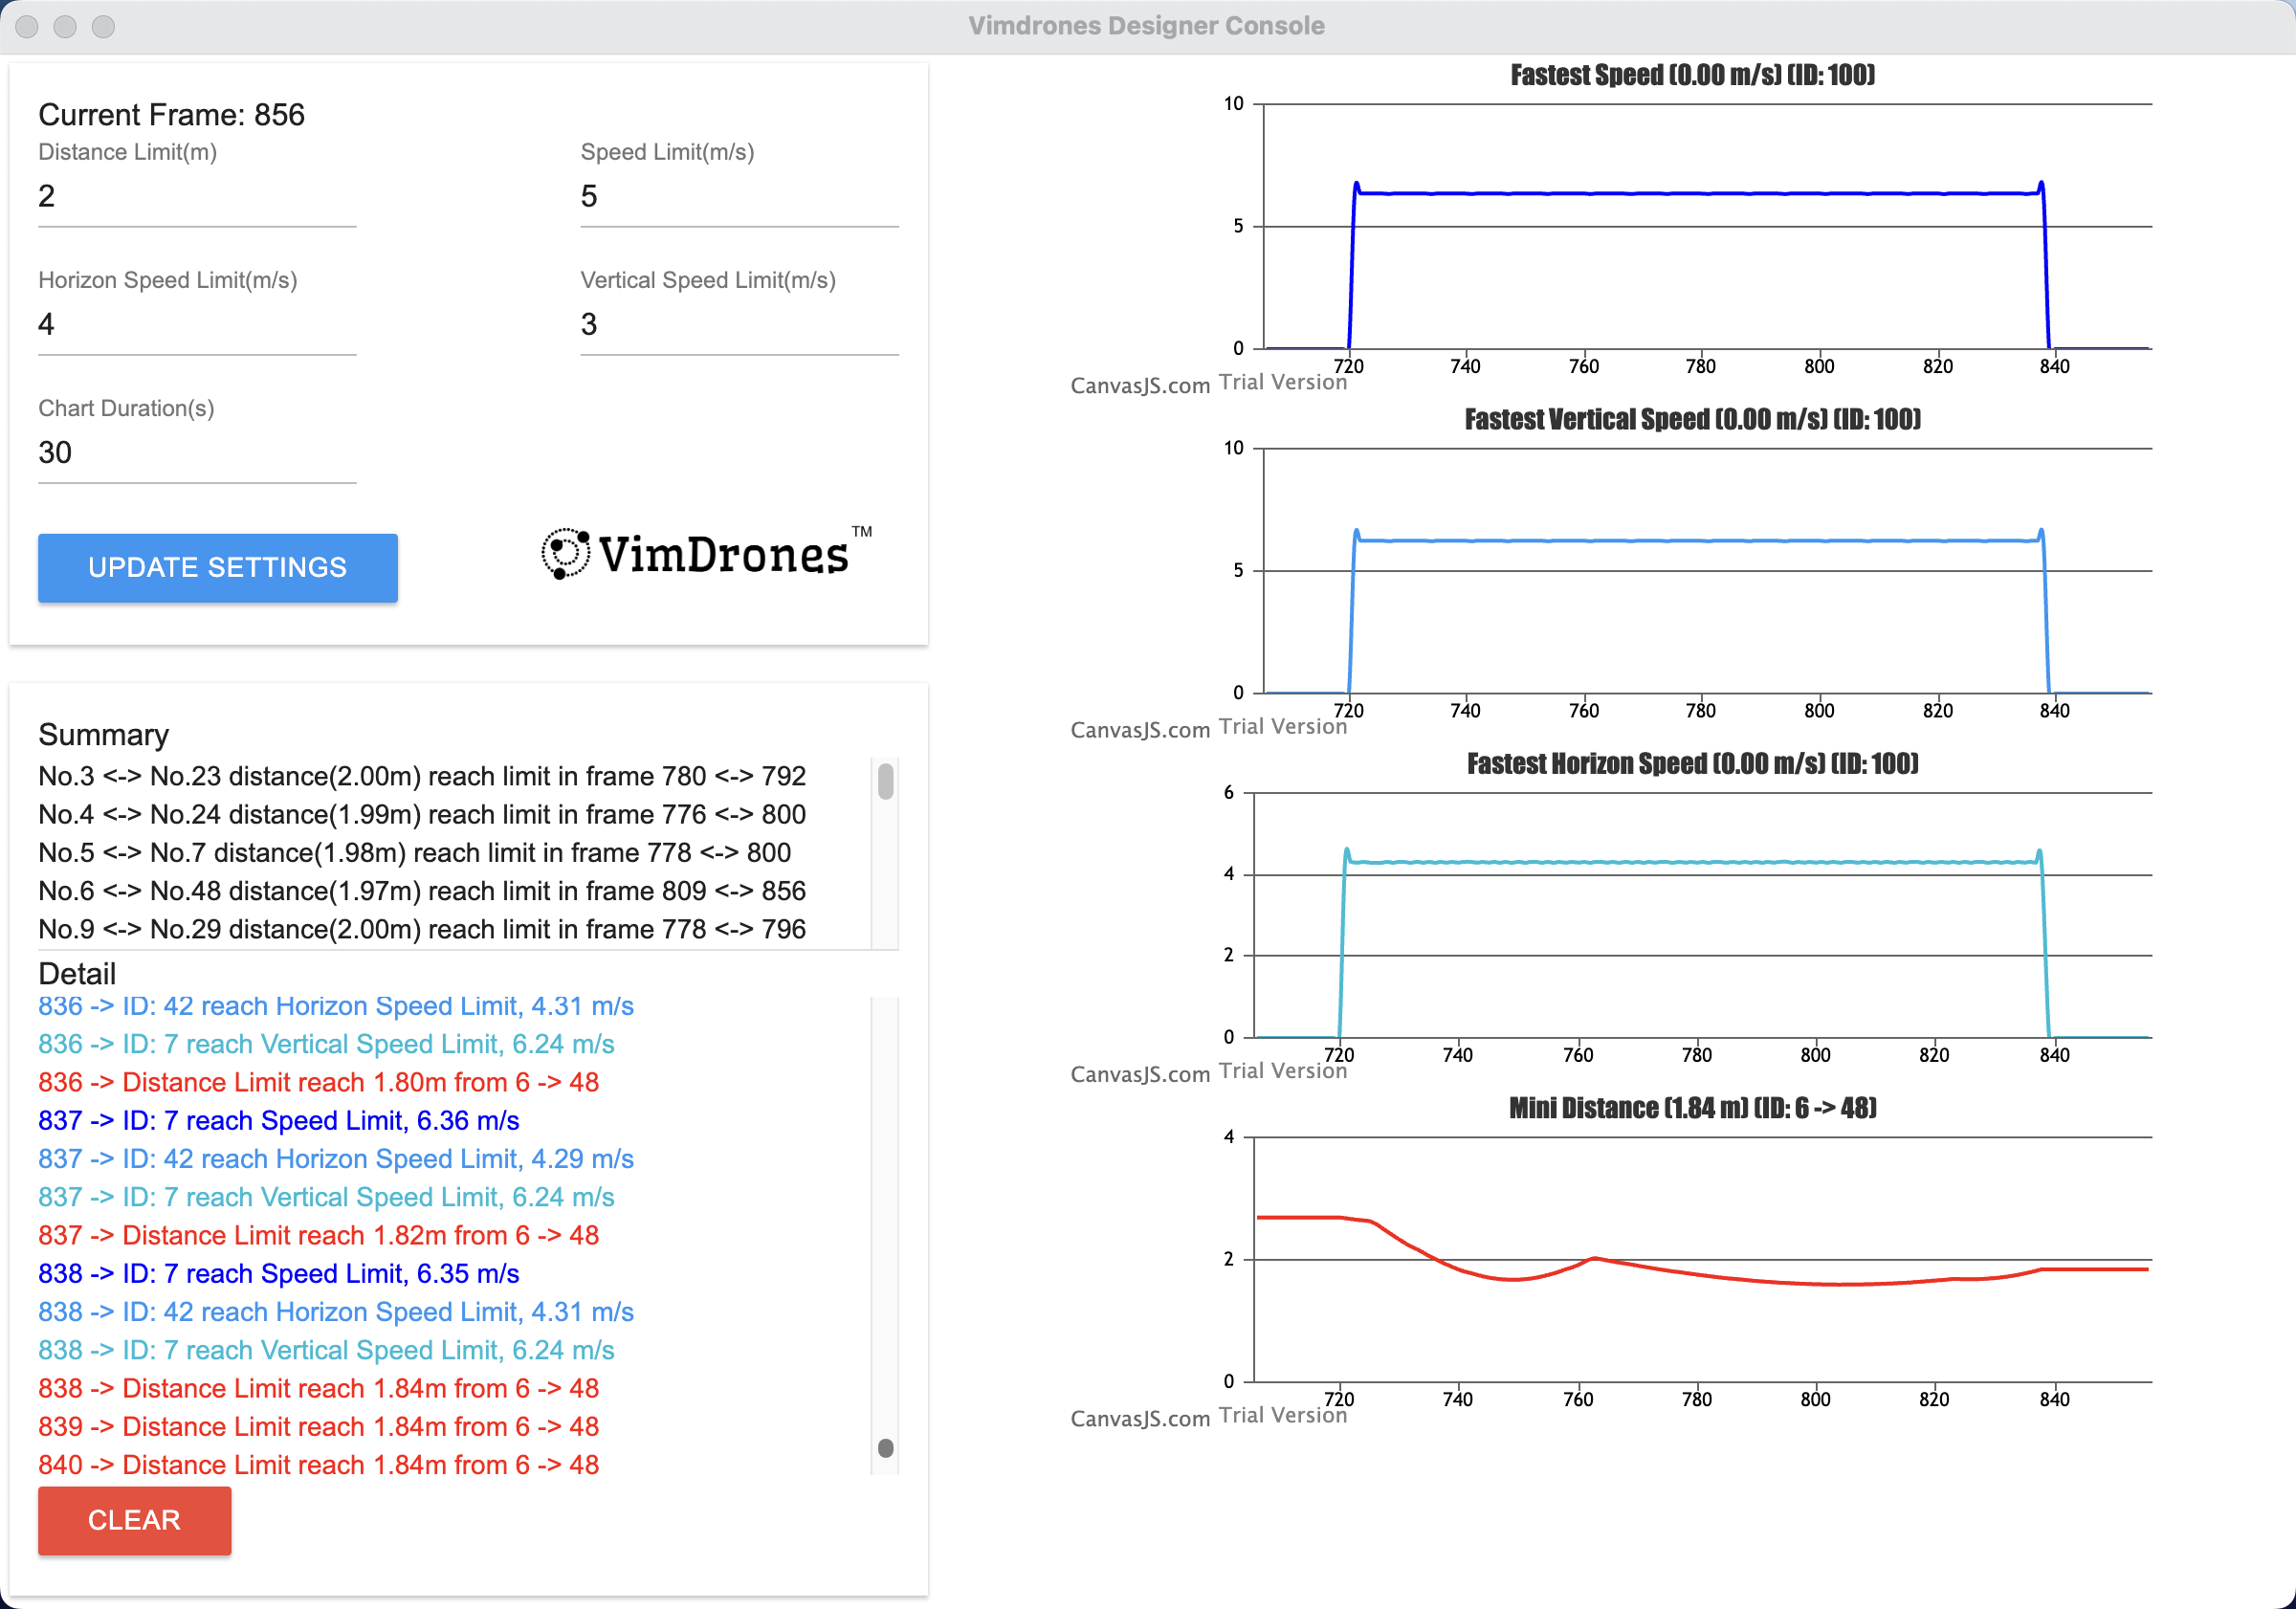 Vimdrones Designer Console
Current Frame: 856
Distance Limit(m)
2
Speed Limit(m/s)
5
Horizon Speed Limit(m/s)
4
Vertical Speed Limit(m/s)
3
Chart Duration(s)
30
UPDATE SETTINGS
VimDrones™
Summary
No.3 <-> No.23 distance(2.00m) reach limit in frame 780 <-> 792
No.4 <-> No.24 distance(1.99m) reach limit in frame 776 <-> 800
No.5 <-> No.7 distance(1.98m) reach limit in frame 778 <-> 800
No.6 <-> No.48 distance(1.97m) reach limit in frame 809 <-> 856
No.9 <-> No.29 distance(2.00m) reach limit in frame 778 <-> 796
Detail
836 -> ID: 42 reach Horizon Speed Limit, 4.31 m/s
836 -> ID: 7 reach Vertical Speed Limit, 6.24 m/s
836 -> Distance Limit reach 1.80m from 6 -> 48
837 -> ID: 7 reach Speed Limit, 6.36 m/s
837 -> ID: 42 reach Horizon Speed Limit, 4.29 m/s
837 -> ID: 7 reach Vertical Speed Limit, 6.24 m/s
837 -> Distance Limit reach 1.82m from 6 -> 48
838 -> ID: 7 reach Speed Limit, 6.35 m/s
838 -> ID: 42 reach Horizon Speed Limit, 4.31 m/s
838 -> ID: 7 reach Vertical Speed Limit, 6.24 m/s
838 -> Distance Limit reach 1.84m from 6 -> 48
839 -> Distance Limit reach 1.84m from 6 -> 48
840 -> Distance Limit reach 1.84m from 6 -> 48
CLEAR
Fastest Speed (0.00 m/s) (ID: 100)
10
5
0
720 740 760 780 800 820 840
CanvasJS.com Trial Version
Fastest Vertical Speed (0.00 m/s) (ID: 100)
10
5
0
720 740 760 780 800 820 840
CanvasJS.com Trial Version
Fastest Horizon Speed (0.00 m/s) (ID: 100)
6
4
2
0
720 740 760 780 800 820 840
CanvasJS.com Trial Version
Mini Distance (1.84 m) (ID: 6 -> 48)
4
2
0
720 740 760 780 800 820 840
CanvasJS.com Trial Version